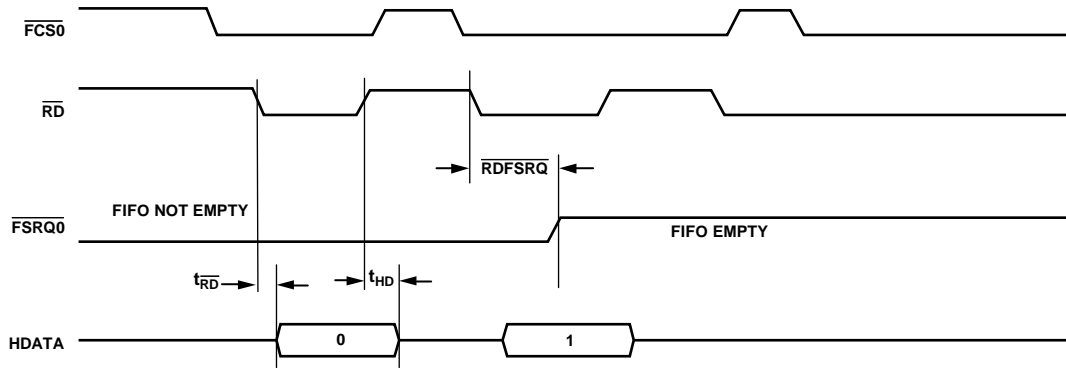 FCS0
RD
RDFSRQ
FIFO NOT EMPTY
FSRQ0
FIFO EMPTY
tRD
tHD
HDATA
0
1